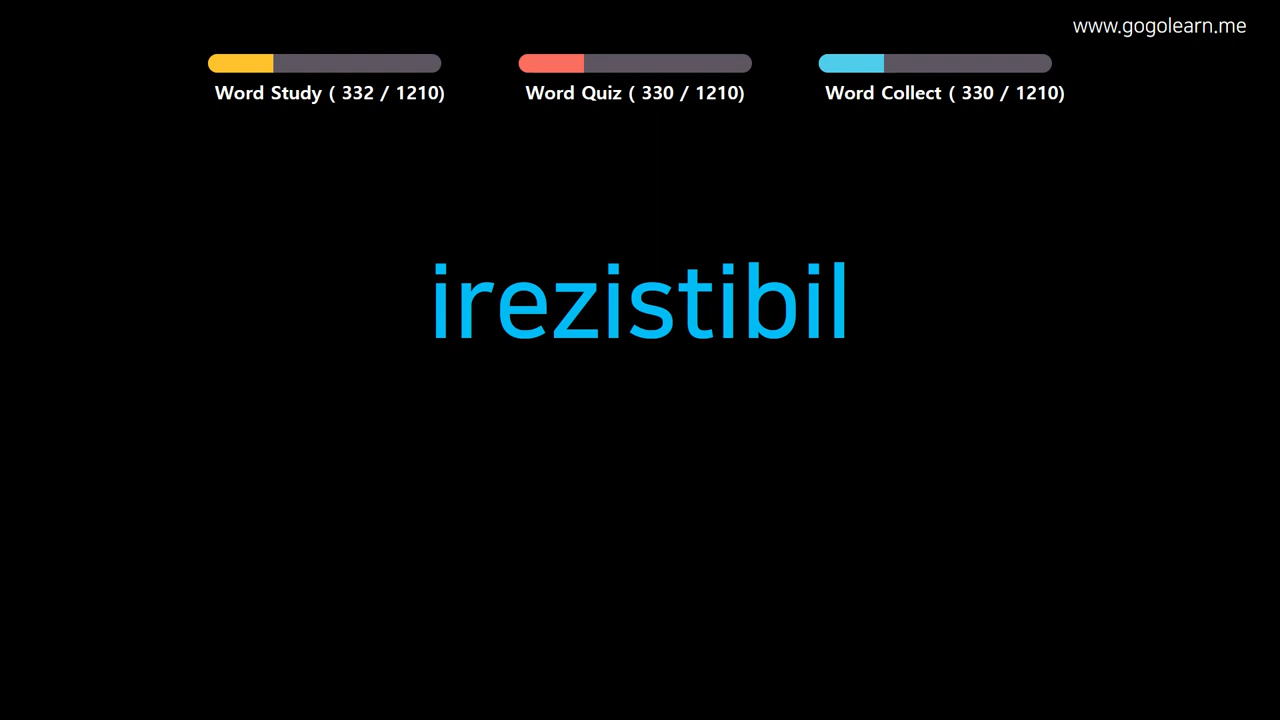 www.gogolearn.me
Word Study ( 332 / 1210)
Word Quiz ( 330 / 1210)
Word Collect ( 330 / 1210)
irezistibil